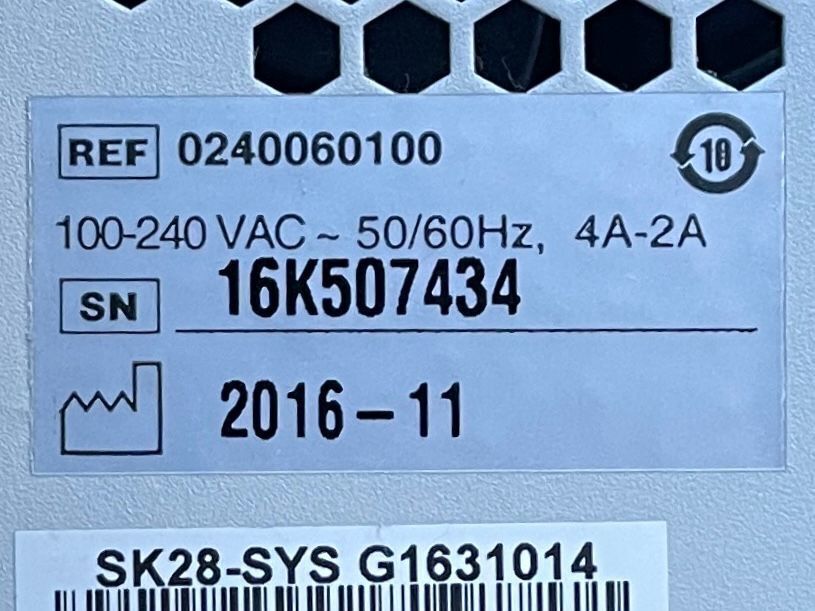 REF 0240060100 10
100-240 VAC ~ 50/60Hz, 4A-2A
SN 16K507434
2016-11
SK28-SYS G1631014